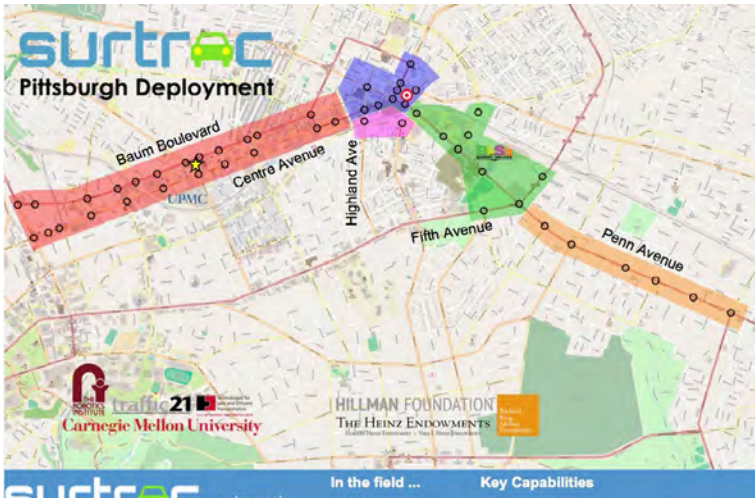 surtrac
Pittsburgh Deployment
Baum Boulevard
Centre Avenue
Highland Ave
UPMC
Fifth Avenue
Penn Avenue
THE
ROBOTICS
INSTITUTE
traffic21
Carnegie Mellon University
HILLMAN FOUNDATION
THE HEINZ ENDOWMENTS
surtrac
In the field ...
Key Capabilities